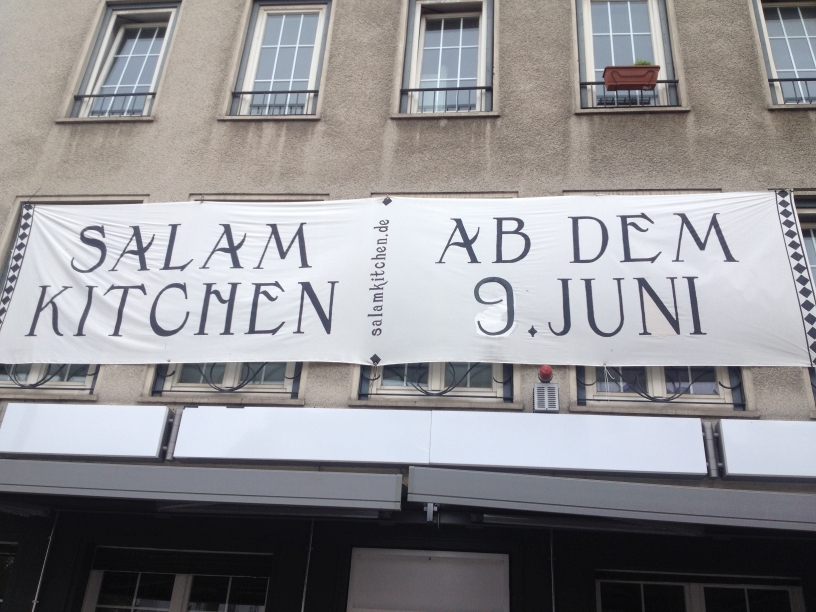 SALAM
KITCHEN
salamkitchen.de
AB DEM
9. JUNI